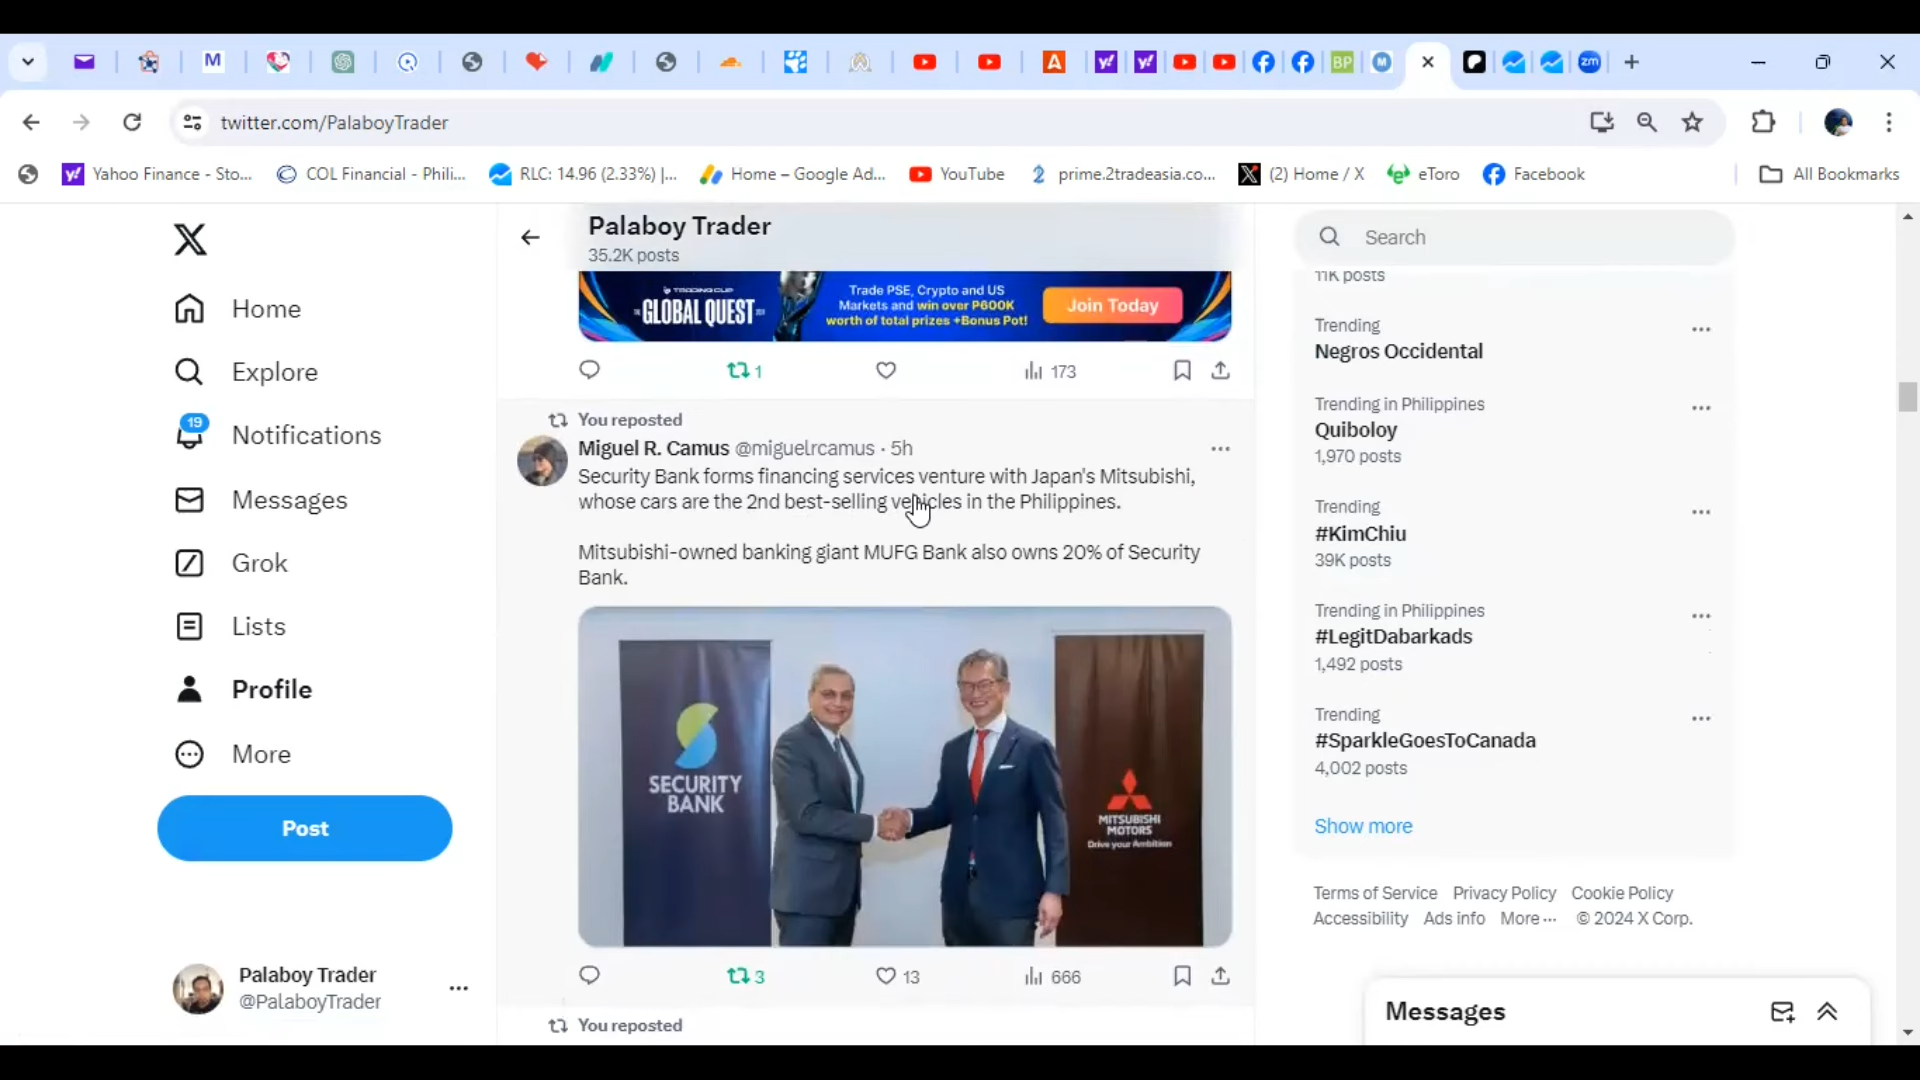 twitter.com/PalaboyTrader
Yahoo Finance - Sto...
COL Financial - Phili...
RLC: 14.96 (2.33%) |...
Home – Google Ad...
YouTube
prime.2tradeasia.co...
(2) Home / X
eToro
Facebook
All Bookmarks
Home
Explore
19
Notifications
Messages
Grok
Lists
Profile
More
Post
Palaboy Trader
@PalaboyTrader
Palaboy Trader
35.2K posts
TRADING CUP
GLOBAL QUEST
Trade PSE, Crypto and US
Markets and win over P600K
worth of total prizes +Bonus Pot!
Join Today
1
173
You reposted
Miguel R. Camus @miguelrcamus · 5h
Security Bank forms financing services venture with Japan's Mitsubishi,
whose cars are the 2nd best-selling vehicles in the Philippines.
Mitsubishi-owned banking giant MUFG Bank also owns 20% of Security
Bank.
SECURITY
BANK
MITSUBISHI
MOTORS
Drive your Ambition
3
13
666
You reposted
Search
11K posts
Trending
Negros Occidental
Trending in Philippines
Quiboloy
1,970 posts
Trending
#KimChiu
39K posts
Trending in Philippines
#LegitDabarkads
1,492 posts
Trending
#SparkleGoesToCanada
4,002 posts
Show more
Terms of Service Privacy Policy Cookie Policy
Accessibility Ads info More ··· © 2024 X Corp.
Messages